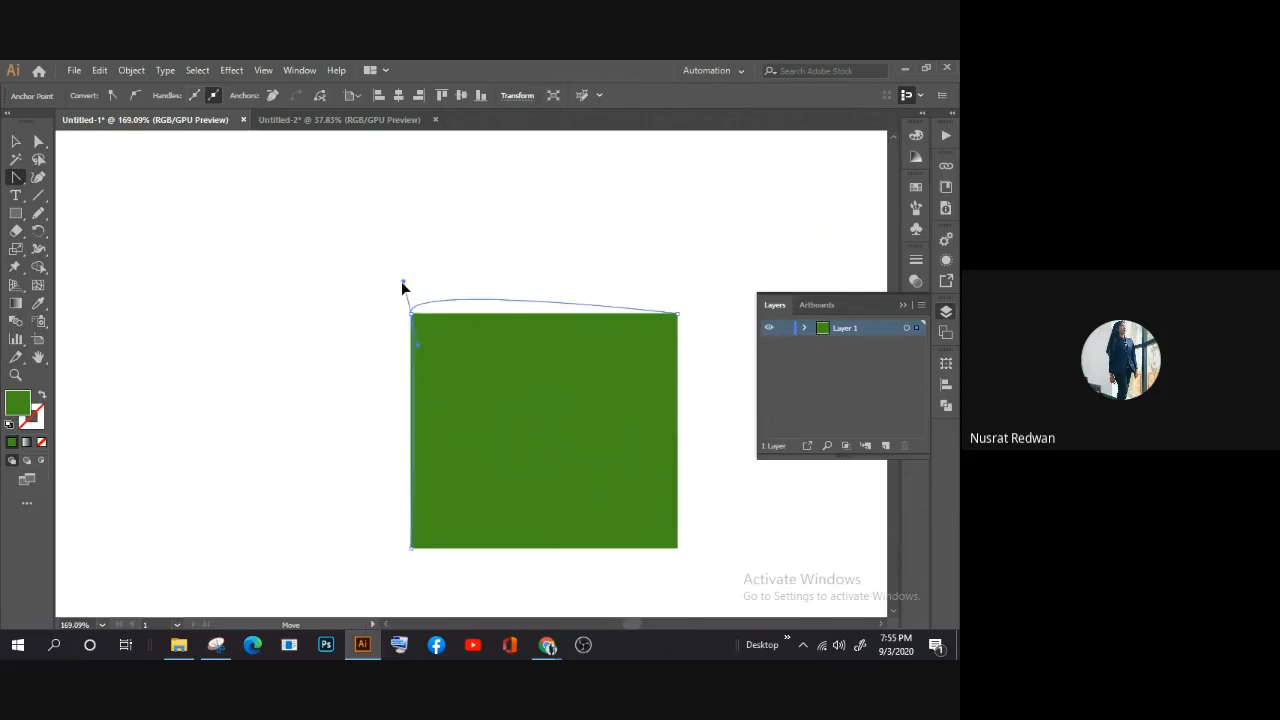 Ai File Edit Object Type Select Effect View Window Help Automation Search Adobe Stock
Anchor Point Convert: Handles: Anchors: Transform
Untitled-1* @ 169.09% (RGB/GPU Preview) × Untitled-2* @ 37.83% (RGB/GPU Preview) ×
Layers Artboards
Layer 1
1 Layer
Nusrat Redwan
Activate Windows
Go to Settings to activate Windows.
169.09% 1 Move
Ps Ai Desktop 7:55 PM
9/3/2020